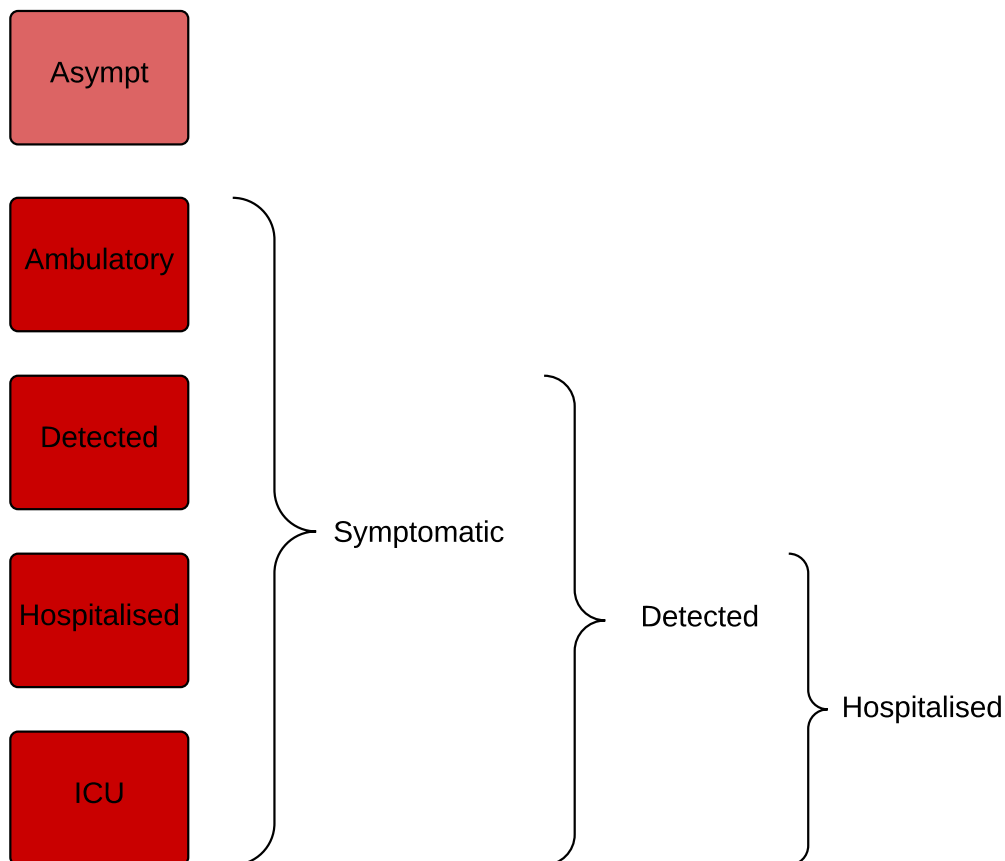 Asympt
Ambulatory
Detected
Hospitalised
ICU
Symptomatic
Detected
Hospitalised